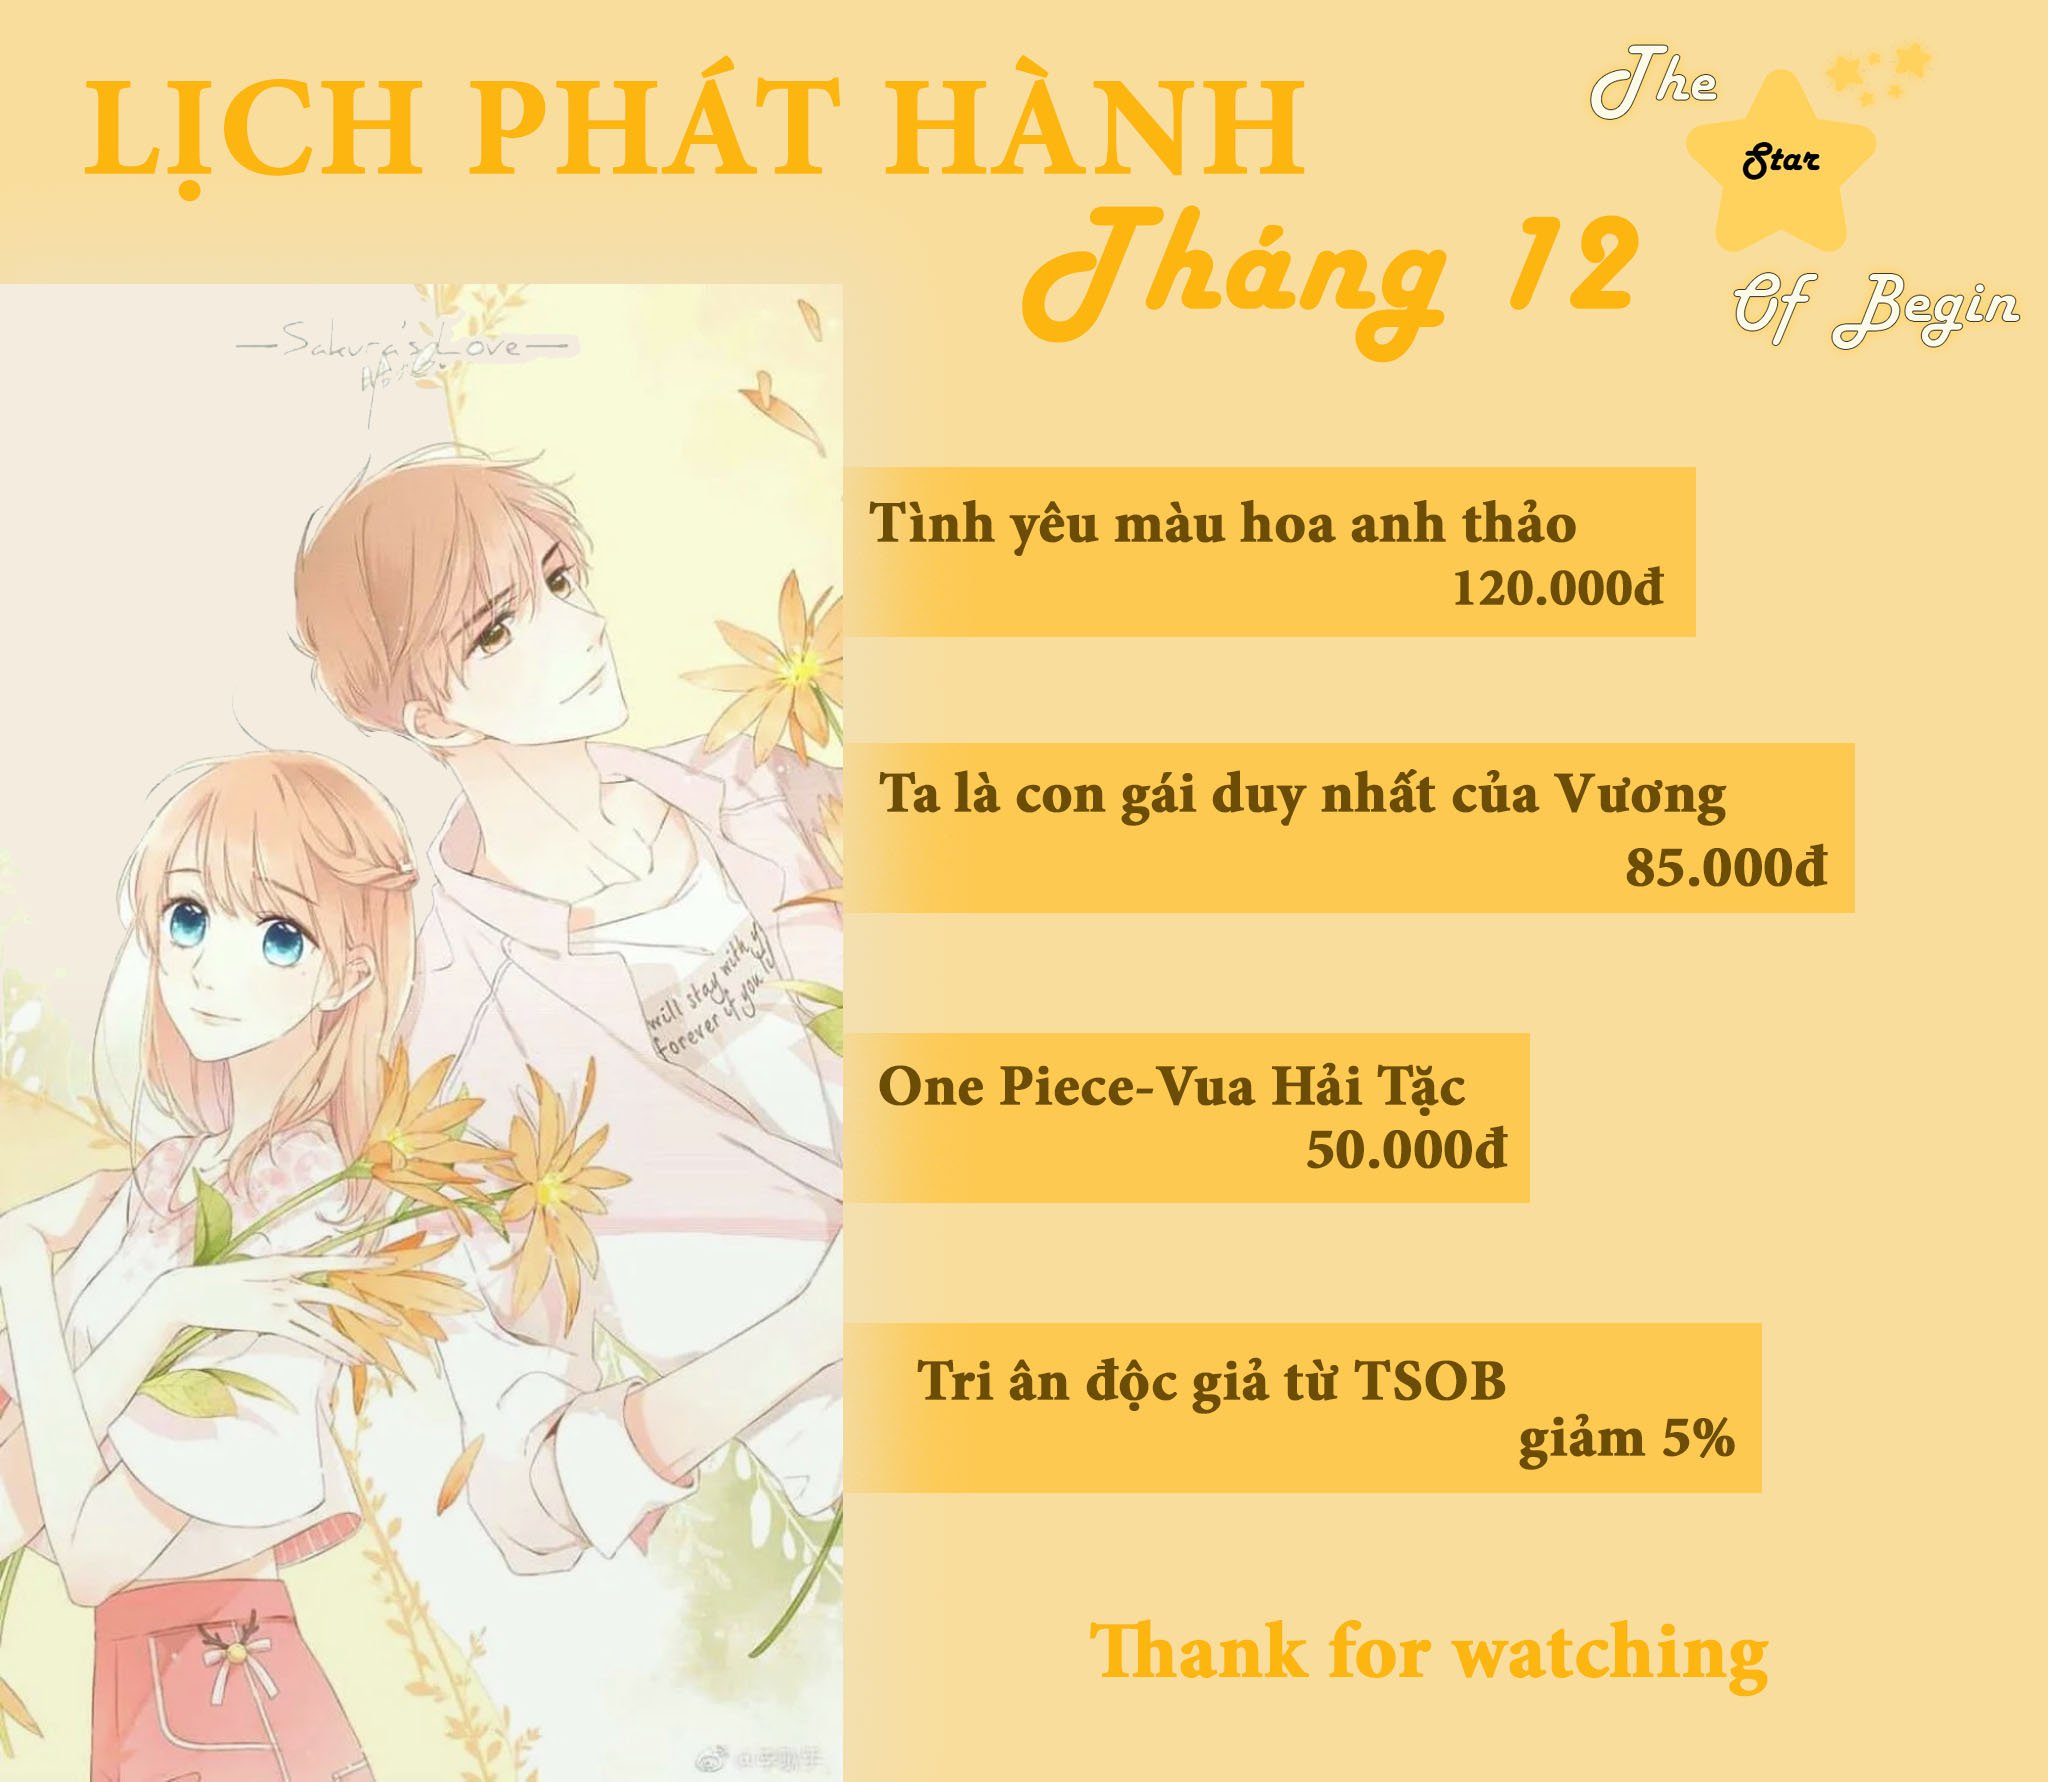 LỊCH PHÁT HÀNH
Tháng 12
The
Star
Of Begin
Sakura's Love
will stay with y
forever if you
Tình yêu màu hoa anh thảo
120.000đ
Ta là con gái duy nhất của Vương
85.000đ
One Piece-Vua Hải Tặc
50.000đ
Tri ân độc giả từ TSOB
giảm 5%
Thank for watching